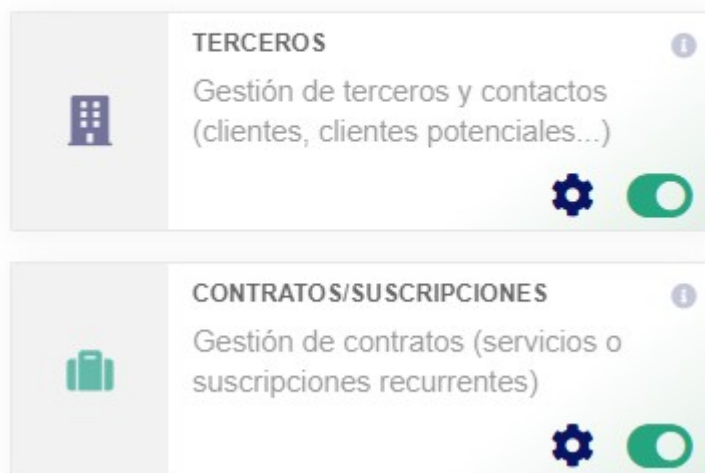 TERCEROS
Gestión de terceros y contactos
(clientes, clientes potenciales...)
CONTRATOS/SUSCRIPCIONES
Gestión de contratos (servicios o
suscripciones recurrentes)